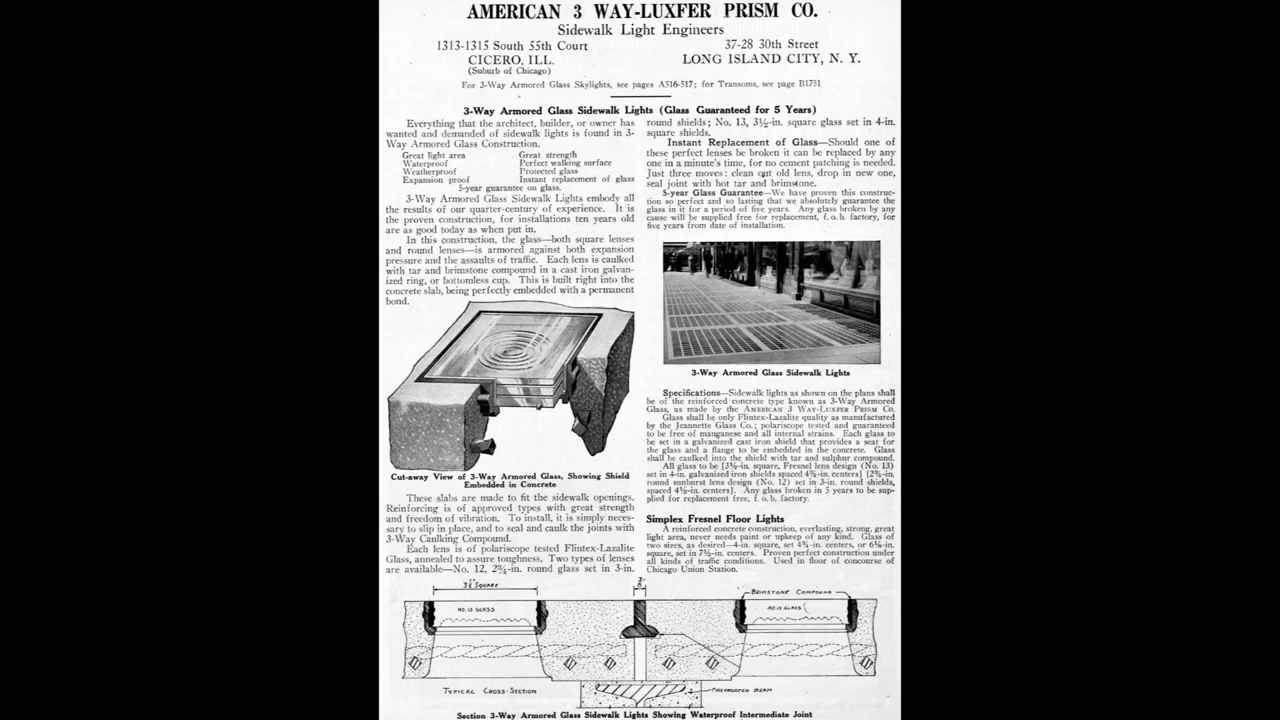 AMERICAN 3 WAY-LUXFER PRISM CO.
Sidewalk Light Engineers
1313-1315 South 55th Court
CICERO, ILL.
(Suburb of Chicago)
37-28 30th Street
LONG ISLAND CITY, N. Y.
For 3-Way Armored Glass Skylights, see pages A516-517; for Transoms, see page B1751
3-Way Armored Glass Sidewalk Lights (Glass Guaranteed for 5 Years)
Everything that the architect, builder, or owner has
wanted and demanded of sidewalk lights is found in 3-
Way Armored Glass Construction.
Great light area
Waterproof
Weatherproof
Expansion proof
Great strength
Perfect walking surface
Protected glass
Instant replacement of glass
5-year guarantee on glass.
3-Way Armored Glass Sidewalk Lights embody all
the results of our quarter-century of experience. It is
the proven construction, for installations ten years old
are as good today as when put in.
In this construction, the glass—both square lenses
and round lenses—is armored against both expansion
pressure and the assaults of traffic. Each lens is caulked
with tar and brimstone compound in a cast iron galvan-
ized ring, or bottomless cup. This is built right into the
concrete slab, being perfectly embedded with a permanent
bond.
Cut-away View of 3-Way Armored Glass, Showing Shield
Embedded in Concrete
These slabs are made to fit the sidewalk openings.
Reinforcing is of approved types with great strength
and freedom of vibration. To install, it is simply neces-
sary to slip in place, and to seal and caulk the joints with
3-Way Caulking Compound.
Each lens is of polariscope tested Flintex-Lazalite
Glass, annealed to assure toughness. Two types of lenses
are available—No. 12, 2¾-in. round glass set in 3-in.
round shields; No. 13, 3½-in. square glass set in 4-in.
square shields.
Instant Replacement of Glass—Should one of
these perfect lenses be broken it can be replaced by any
one in a minute's time, for no cement patching is needed.
Just three moves: clean out old lens, drop in new one,
seal joint with hot tar and brimstone.
5-year Glass Guarantee—We have proven this construc-
tion so perfect and so lasting that we absolutely guarantee the
glass in it for a period of five years. Any glass broken by any
cause will be supplied free for replacement, f. o. b. factory, for
five years from date of installation.
3-Way Armored Glass Sidewalk Lights
Specifications—Sidewalk lights as shown on the plans shall
be of the reinforced concrete type known as 3-Way Armored
Glass, as made by the AMERICAN 3 WAY-LUXFER PRISM CO.
Glass shall be only Flintex-Lazalite quality as manufactured
by the Jeannette Glass Co.; polariscope tested and guaranteed
to be free of manganese and all internal strains. Each glass to
be set in a galvanized cast iron shield that provides a seat for
the glass and a flange to be embedded in the concrete. Glass
shall be caulked into the shield with tar and sulphur compound.
All glass to be [3½-in. square, Fresnel lens design (No. 13)
set in 4-in. galvanized iron shields spaced 4¾-in. centers] [2¾-in.
round sunburst lens design (No. 12) set in 3-in. round shields,
spaced 4½-in. centers]. Any glass broken in 5 years to be sup-
plied for replacement free, f. o. b. factory.
Simplex Fresnel Floor Lights
A reinforced concrete construction, everlasting, strong, great
light area, never needs paint or upkeep of any kind. Glass of
two sizes, as desired—4-in. square, set 4¾-in. centers, or 6⅛-in.
square, set in 7½-in. centers. Proven perfect construction under
all kinds of traffic conditions. Used in floor of concourse of
Chicago Union Station.
3½" SQUARE
NO. 13 GLASS
BRIMSTONE COMPOUND
NO. 13 GLASS
TYPICAL CROSS-SECTION
FIREPROOFED BEAM
Section 3-Way Armored Glass Sidewalk Lights Showing Waterproof Intermediate Joint